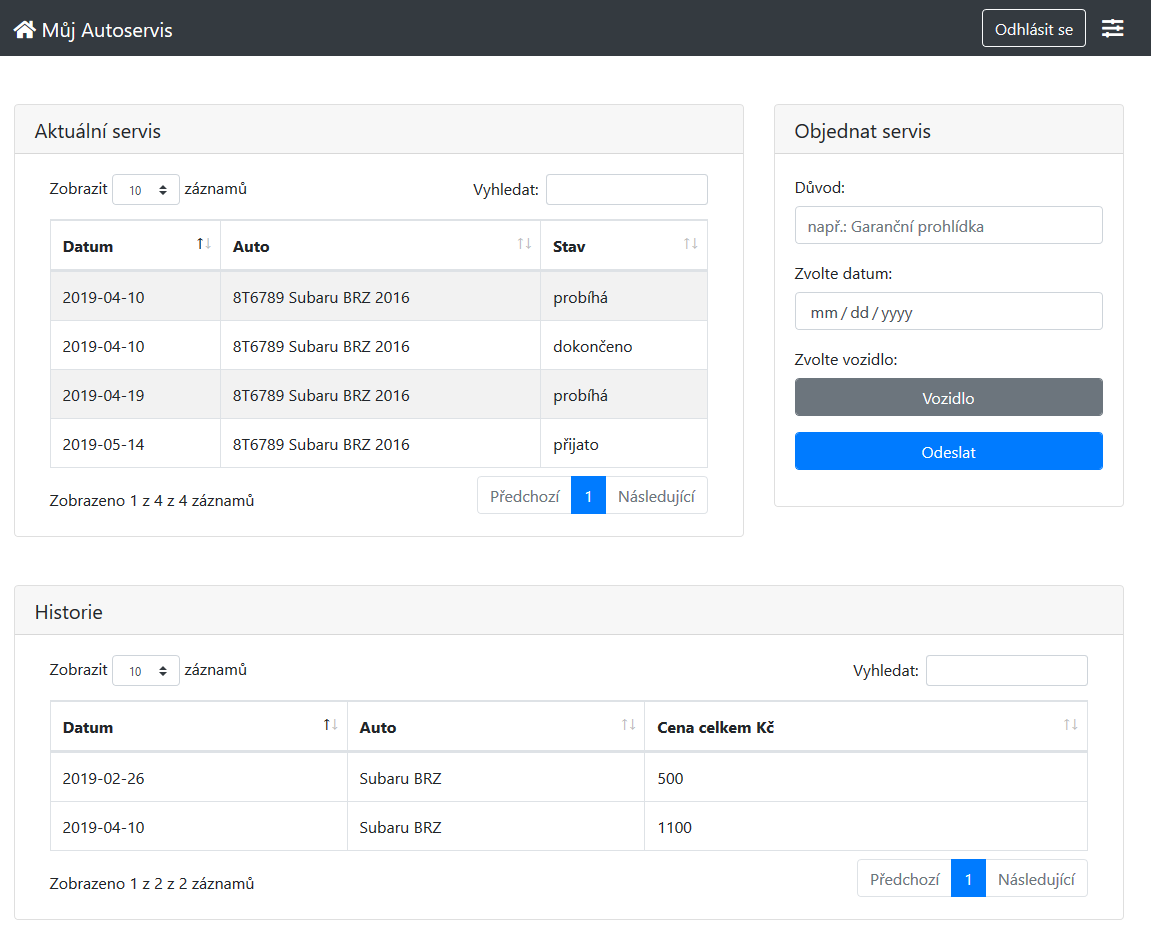 Můj Autoservis
Odhlásit se
Aktuální servis
Zobrazit 10 záznamů
Vyhledat:
Datum Auto Stav
2019-04-10 8T6789 Subaru BRZ 2016 probíhá
2019-04-10 8T6789 Subaru BRZ 2016 dokončeno
2019-04-19 8T6789 Subaru BRZ 2016 probíhá
2019-05-14 8T6789 Subaru BRZ 2016 přijato
Zobrazeno 1 z 4 z 4 záznamů
Předchozí 1 Následující
Objednat servis
Důvod:
např.: Garanční prohlídka
Zvolte datum:
mm / dd / yyyy
Zvolte vozidlo:
Vozidlo
Odeslat
Historie
Zobrazit 10 záznamů
Vyhledat:
Datum Auto Cena celkem Kč
2019-02-26 Subaru BRZ 500
2019-04-10 Subaru BRZ 1100
Zobrazeno 1 z 2 z 2 záznamů
Předchozí 1 Následující